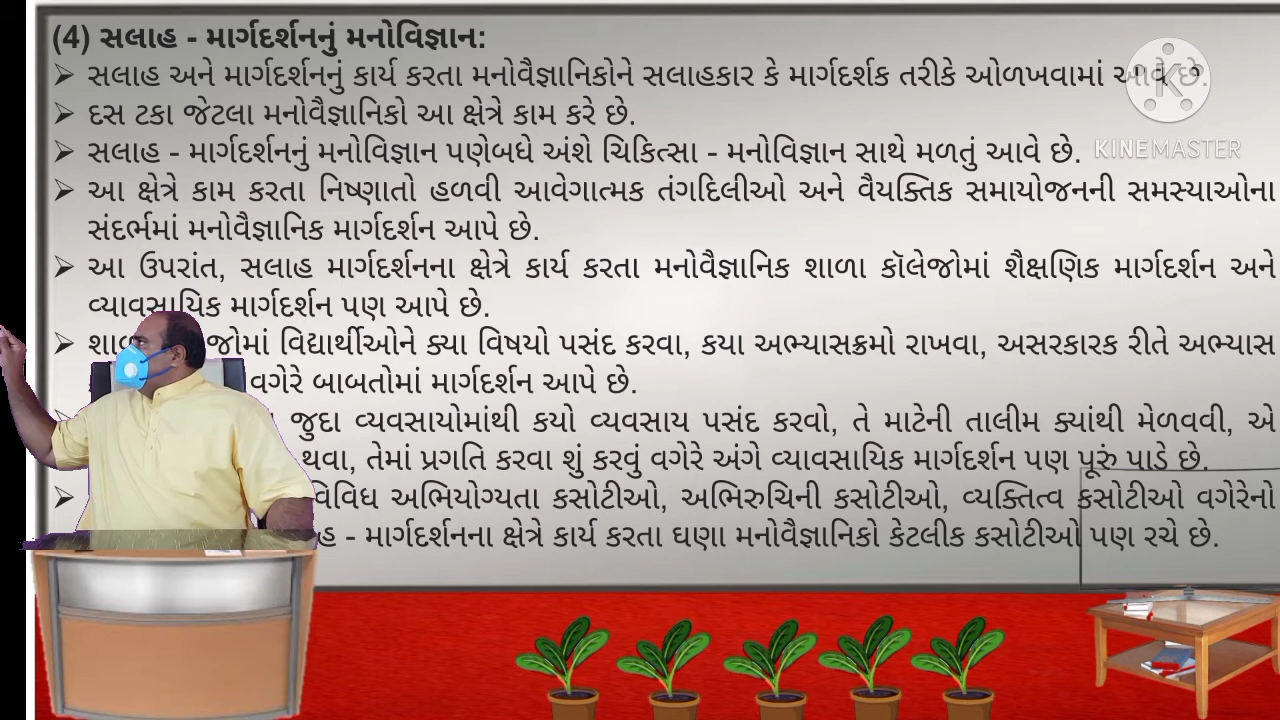 (4) સલાહ - માર્ગદર્શનનું મનોવિજ્ઞાન:
➢ સલાહ અને માર્ગદર્શનનું કાર્ય કરતા મનોવૈજ્ઞાનિકોને સલાહકાર કે માર્ગદર્શક તરીકે ઓળખવામાં આવે છે.
➢ દસ ટકા જેટલા મનોવૈજ્ઞાનિકો આ ક્ષેત્રે કામ કરે છે.
➢ સલાહ - માર્ગદર્શનનું મનોવિજ્ઞાન પણેબધે અંશે ચિકિત્સા - મનોવિજ્ઞાન સાથે મળતું આવે છે.
KINEMASTER
➢ આ ક્ષેત્રે કામ કરતા નિષ્ણાતો હળવી આવેગાત્મક તંગદિલીઓ અને વૈયક્તિક સમાયોજનની સમસ્યાઓના
સંદર્ભમાં મનોવૈજ્ઞાનિક માર્ગદર્શન આપે છે.
➢ આ ઉપરાંત, સલાહ માર્ગદર્શનના ક્ષેત્રે કાર્ય કરતા મનોવૈજ્ઞાનિક શાળા કૉલેજોમાં શૈક્ષણિક માર્ગદર્શન અને
વ્યાવસાયિક માર્ગદર્શન પણ આપે છે.
➢ વિદ્યાર્થીઓને ક્યા વિષયો પસંદ કરવા, કયા અભ્યાસક્રમો રાખવા, અસરકારક રીતે અભ્યાસ
વગેરે બાબતોમાં માર્ગદર્શન આપે છે.
➢ જુદા વ્યવસાયોમાંથી કયો વ્યવસાય પસંદ કરવો, તે માટેની તાલીમ ક્યાંથી મેળવવી, એ
થવા, તેમાં પ્રગતિ કરવા શું કરવું વગેરે અંગે વ્યાવસાયિક માર્ગદર્શન પણ પૂરું પાડે છે.
➢ વિવિધ અભિયોગ્યતા કસોટીઓ, અભિરુચિની કસોટીઓ, વ્યક્તિત્વ કસોટીઓ વગેરેનો
- માર્ગદર્શનના ક્ષેત્રે કાર્ય કરતા ઘણા મનોવૈજ્ઞાનિકો કેટલીક કસોટીઓ પણ રચે છે.